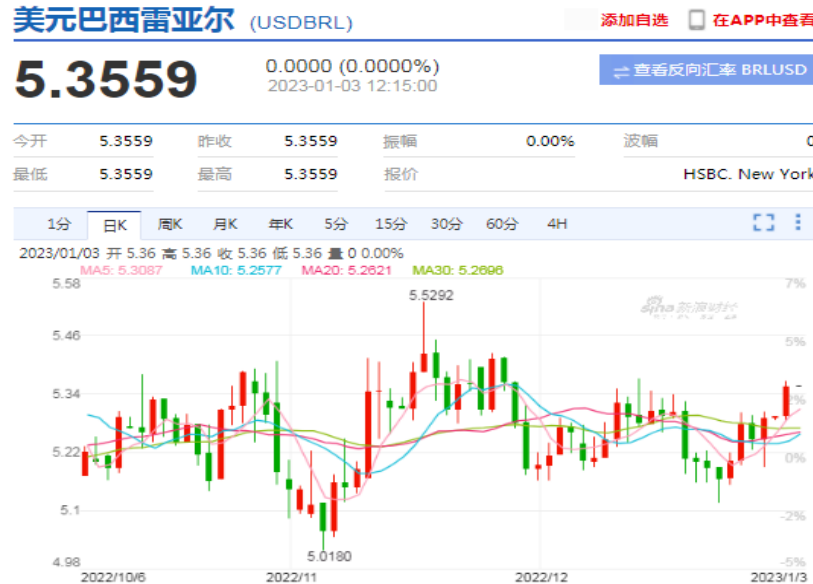 美元巴西雷亚尔 (USDBRL) 添加自选 在APP中查看
5.3559 0.0000 (0.0000%) 查看反向汇率 BRLUSD
2023-01-03 12:15:00
今开 5.3559 昨收 5.3559 振幅 0.00% 波幅 0
最低 5.3559 最高 5.3559 报价 HSBC. New York
1分 日K 周K 月K 年K 5分 15分 30分 60分 4H
2023/01/03 开 5.36 高 5.36 收 5.36 低 5.36 量 0 0.00%
MA5: 5.3087 MA10: 5.2577 MA20: 5.2621 MA30: 5.2696
5.58 7%
5.5292
sina 新浪财经
5.46 5%
5.34 2%
5.22 0%
5.1 -2%
5.0180
4.98 -5%
2022/10/6 2022/11 2022/12 2023/1/3